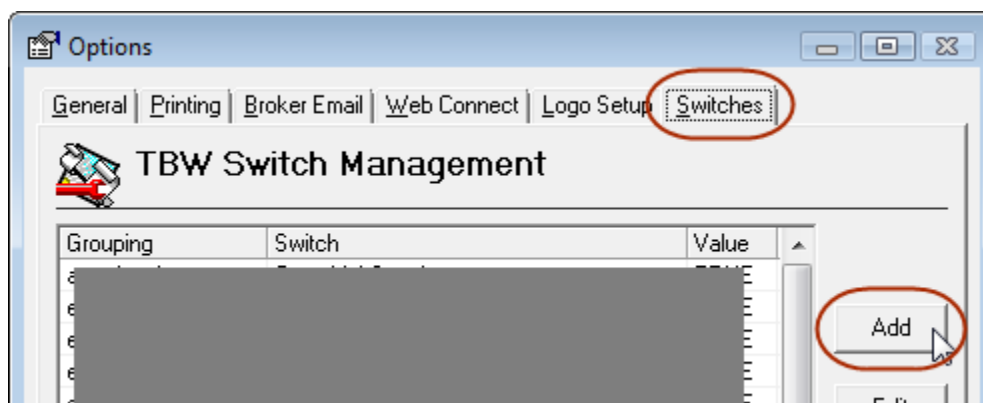 Options
General Printing Broker Email Web Connect Logo Setup Switches
TBW Switch Management
Grouping Switch Value
Add